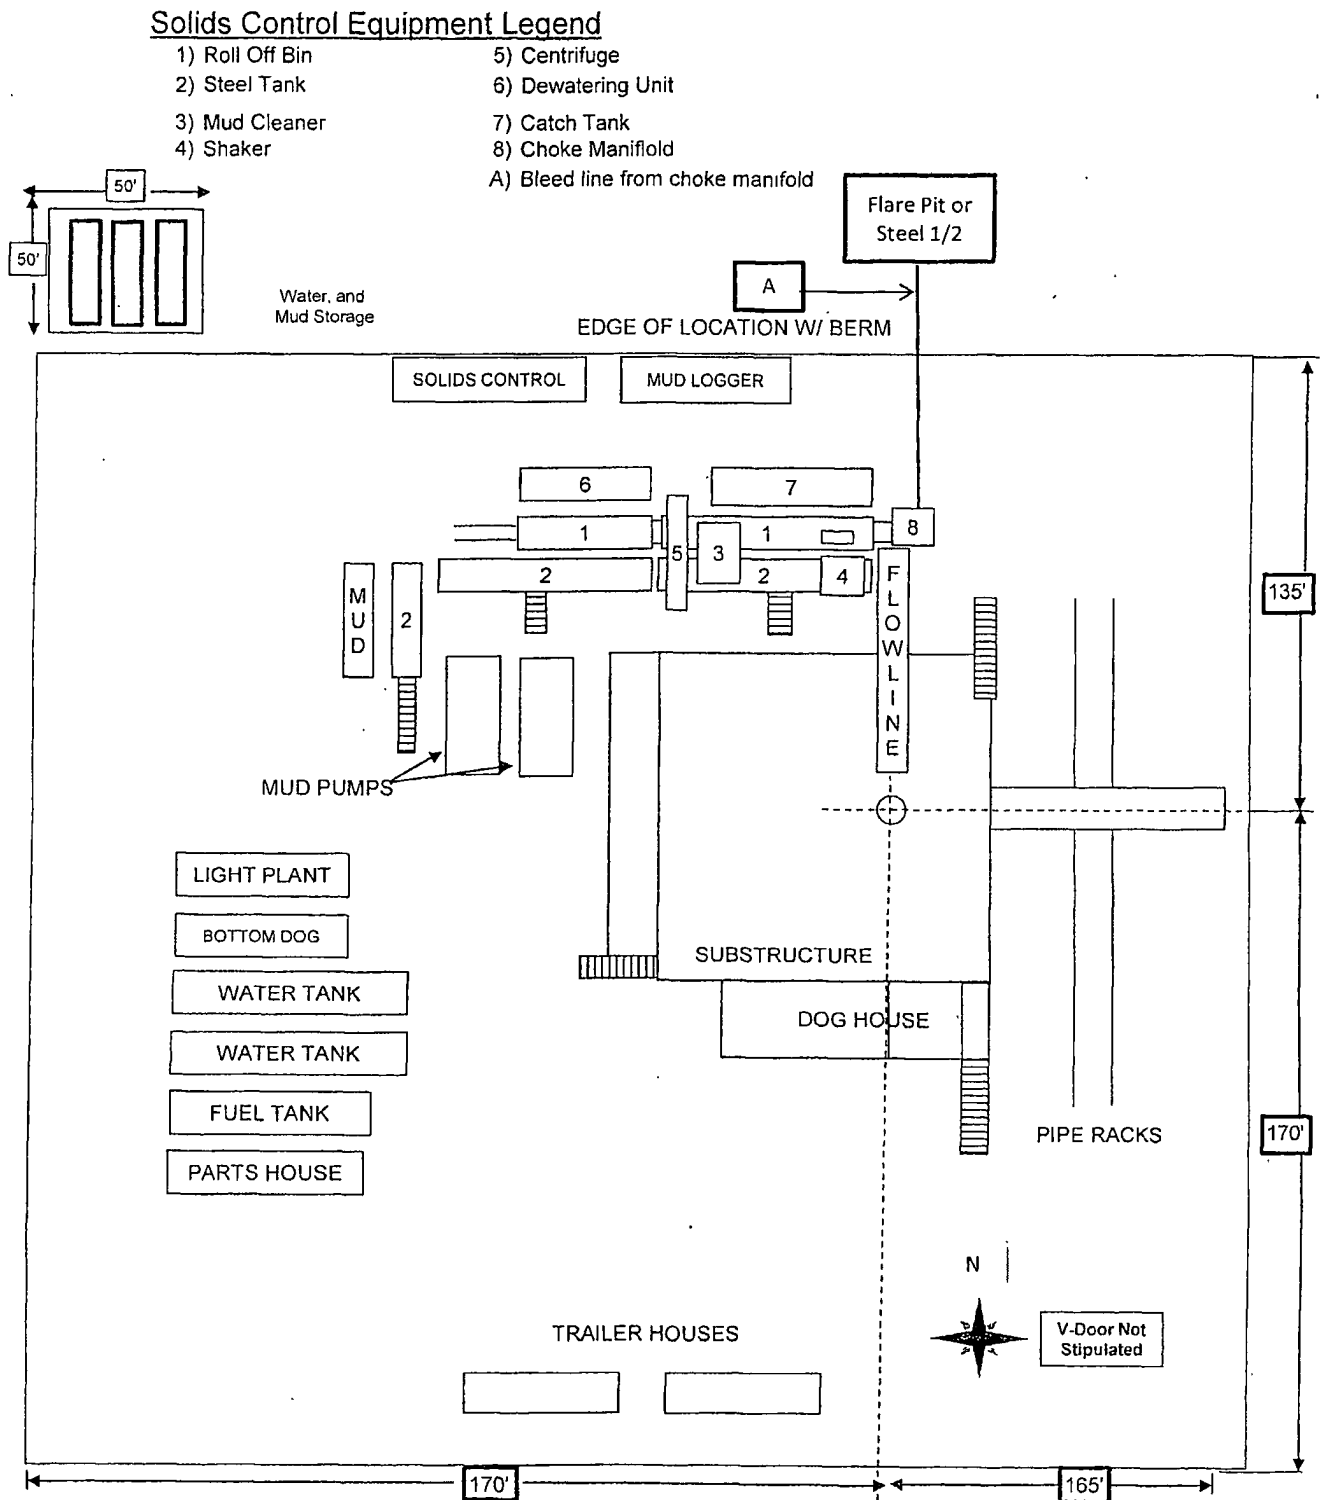 Solids Control Equipment Legend
1) Roll Off Bin
5) Centrifuge
2) Steel Tank
6) Dewatering Unit
3) Mud Cleaner
7) Catch Tank
4) Shaker
8) Choke Maniflold
A) Bleed line from choke manifold
50'
50'
Flare Pit or
Steel 1/2
A
Water, and
Mud Storage
EDGE OF LOCATION W/ BERM
SOLIDS CONTROL
MUD LOGGER
6
7
1
1
8
5
3
2
2
4
MUD
2
FLOWLINE
135'
MUD PUMPS
LIGHT PLANT
BOTTOM DOG
WATER TANK
WATER TANK
FUEL TANK
PARTS HOUSE
SUBSTRUCTURE
DOG HOUSE
PIPE RACKS
170'
N
TRAILER HOUSES
V-Door Not
Stipulated
170'
165'